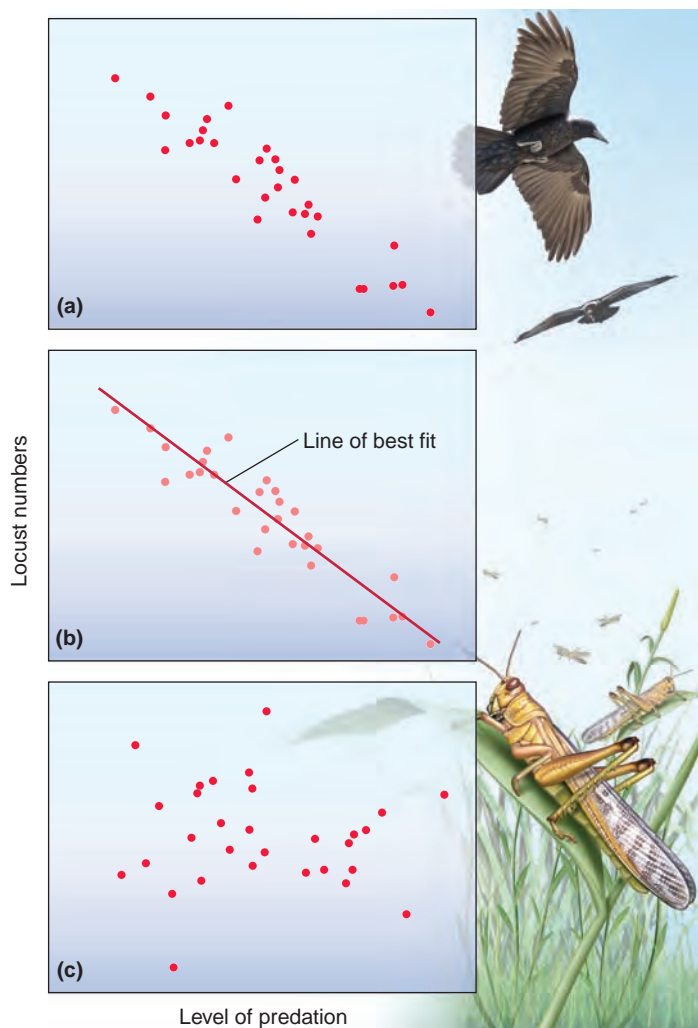 (a)
Line of best fit
Locust numbers
(b)
(c)
Level of predation